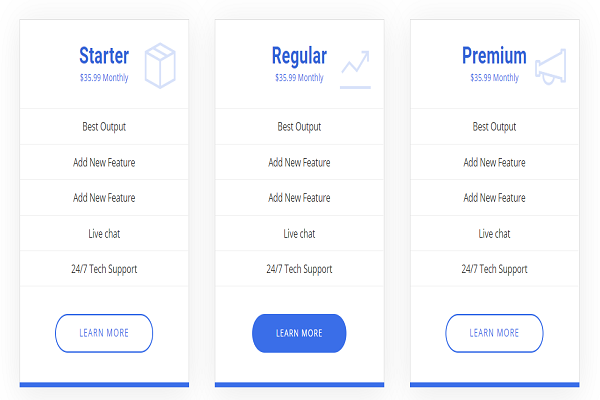 Starter
$35.99 Monthly
Best Output
Add New Feature
Add New Feature
Live chat
24/7 Tech Support
LEARN MORE
Regular
$35.99 Monthly
Best Output
Add New Feature
Add New Feature
Live chat
24/7 Tech Support
LEARN MORE
Premium
$35.99 Monthly
Best Output
Add New Feature
Add New Feature
Live chat
24/7 Tech Support
LEARN MORE